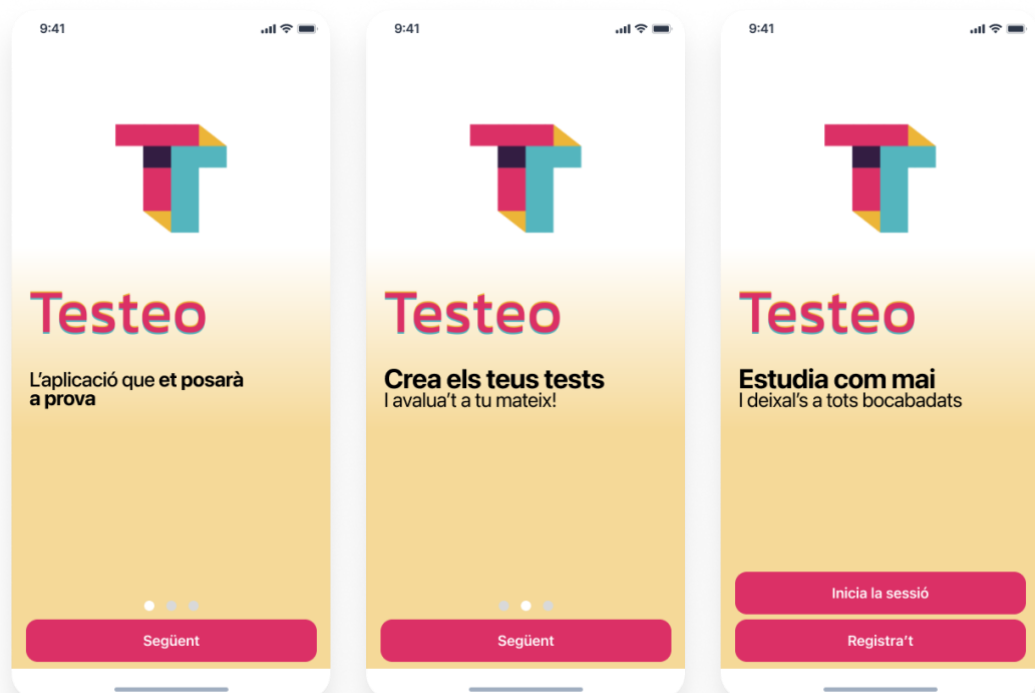 9:41
Testeo
L'aplicació que et posarà
a prova
Següent
9:41
Testeo
Crea els teus tests
I avalua't a tu mateix!
Següent
9:41
Testeo
Estudia com mai
I deixal's a tots bocabadats
Inicia la sessió
Registra't